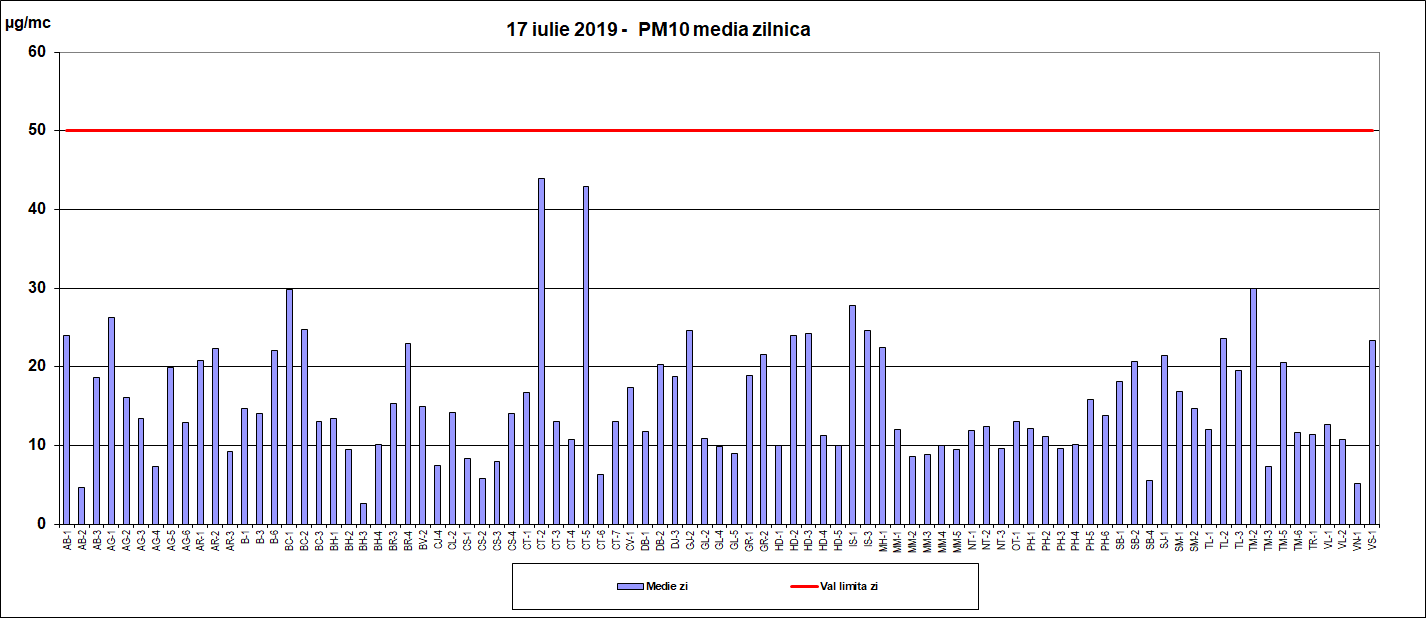 µg/mc
17 iulie 2019 - PM10 media zilnica
60
50
40
30
20
10
0
AB-1 AB-2 AB-3 AG-1 AG-2 AG-3 AG-4 AG-5 AG-6 AR-1 AR-2 AR-3 B-1 B-3 B-6 BC-1 BC-2 BC-3 BH-1 BH-2 BH-3 BH-4 BR-3 BR-4 BV-2 CJ-4 CL-2 CS-1 CS-2 CS-3 CS-4 CT-1 CT-2 CT-3 CT-4 CT-5 CT-6 CT-7 CV-1 DB-1 DB-2 DJ-3 GJ-2 GL-2 GL-4 GL-5 GR-1 GR-2 HD-1 HD-2 HD-3 HD-4 HD-5 IS-1 IS-3 MH-1 MM-1 MM-2 MM-3 MM-4 MM-5 NT-1 NT-2 NT-3 OT-1 PH-1 PH-2 PH-3 PH-4 PH-5 PH-6 SB-1 SB-2 SB-4 SJ-1 SM-1 SM-2 TL-1 TL-2 TL-3 TM-2 TM-3 TM-5 TM-6 TR-1 VL-1 VL-2 VN-1 VS-1
Medie zi Val limita zi